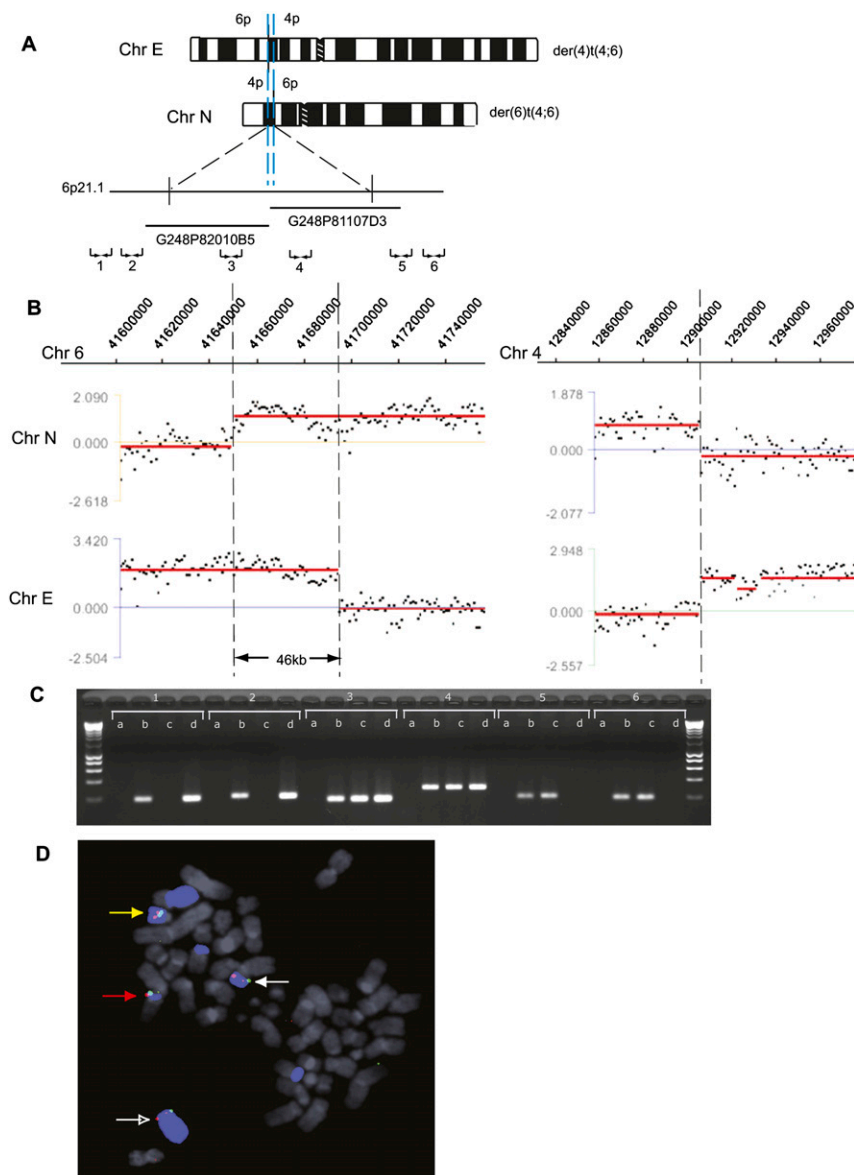 A
6p 4p
Chr E
der(4)t(4;6)
4p 6p
Chr N
der(6)t(4;6)
6p21.1
G248P81107D3
G248P82010B5
1 2 3 4 5 6
B
41600000 41620000 41640000 41660000 41680000 41700000 41720000 41740000
12840000 12860000 12880000 12900000 12920000 12940000 12960000
Chr 6
Chr 4
2.090
1.878
Chr N
0.000
0.000
-2.618
-2.077
3.420
2.948
Chr E
0.000
0.000
-2.504
-2.557
46kb
C
1 2 3 4 5 6
a b c d a b c d a b c d a b c d a b c d a b c d
D